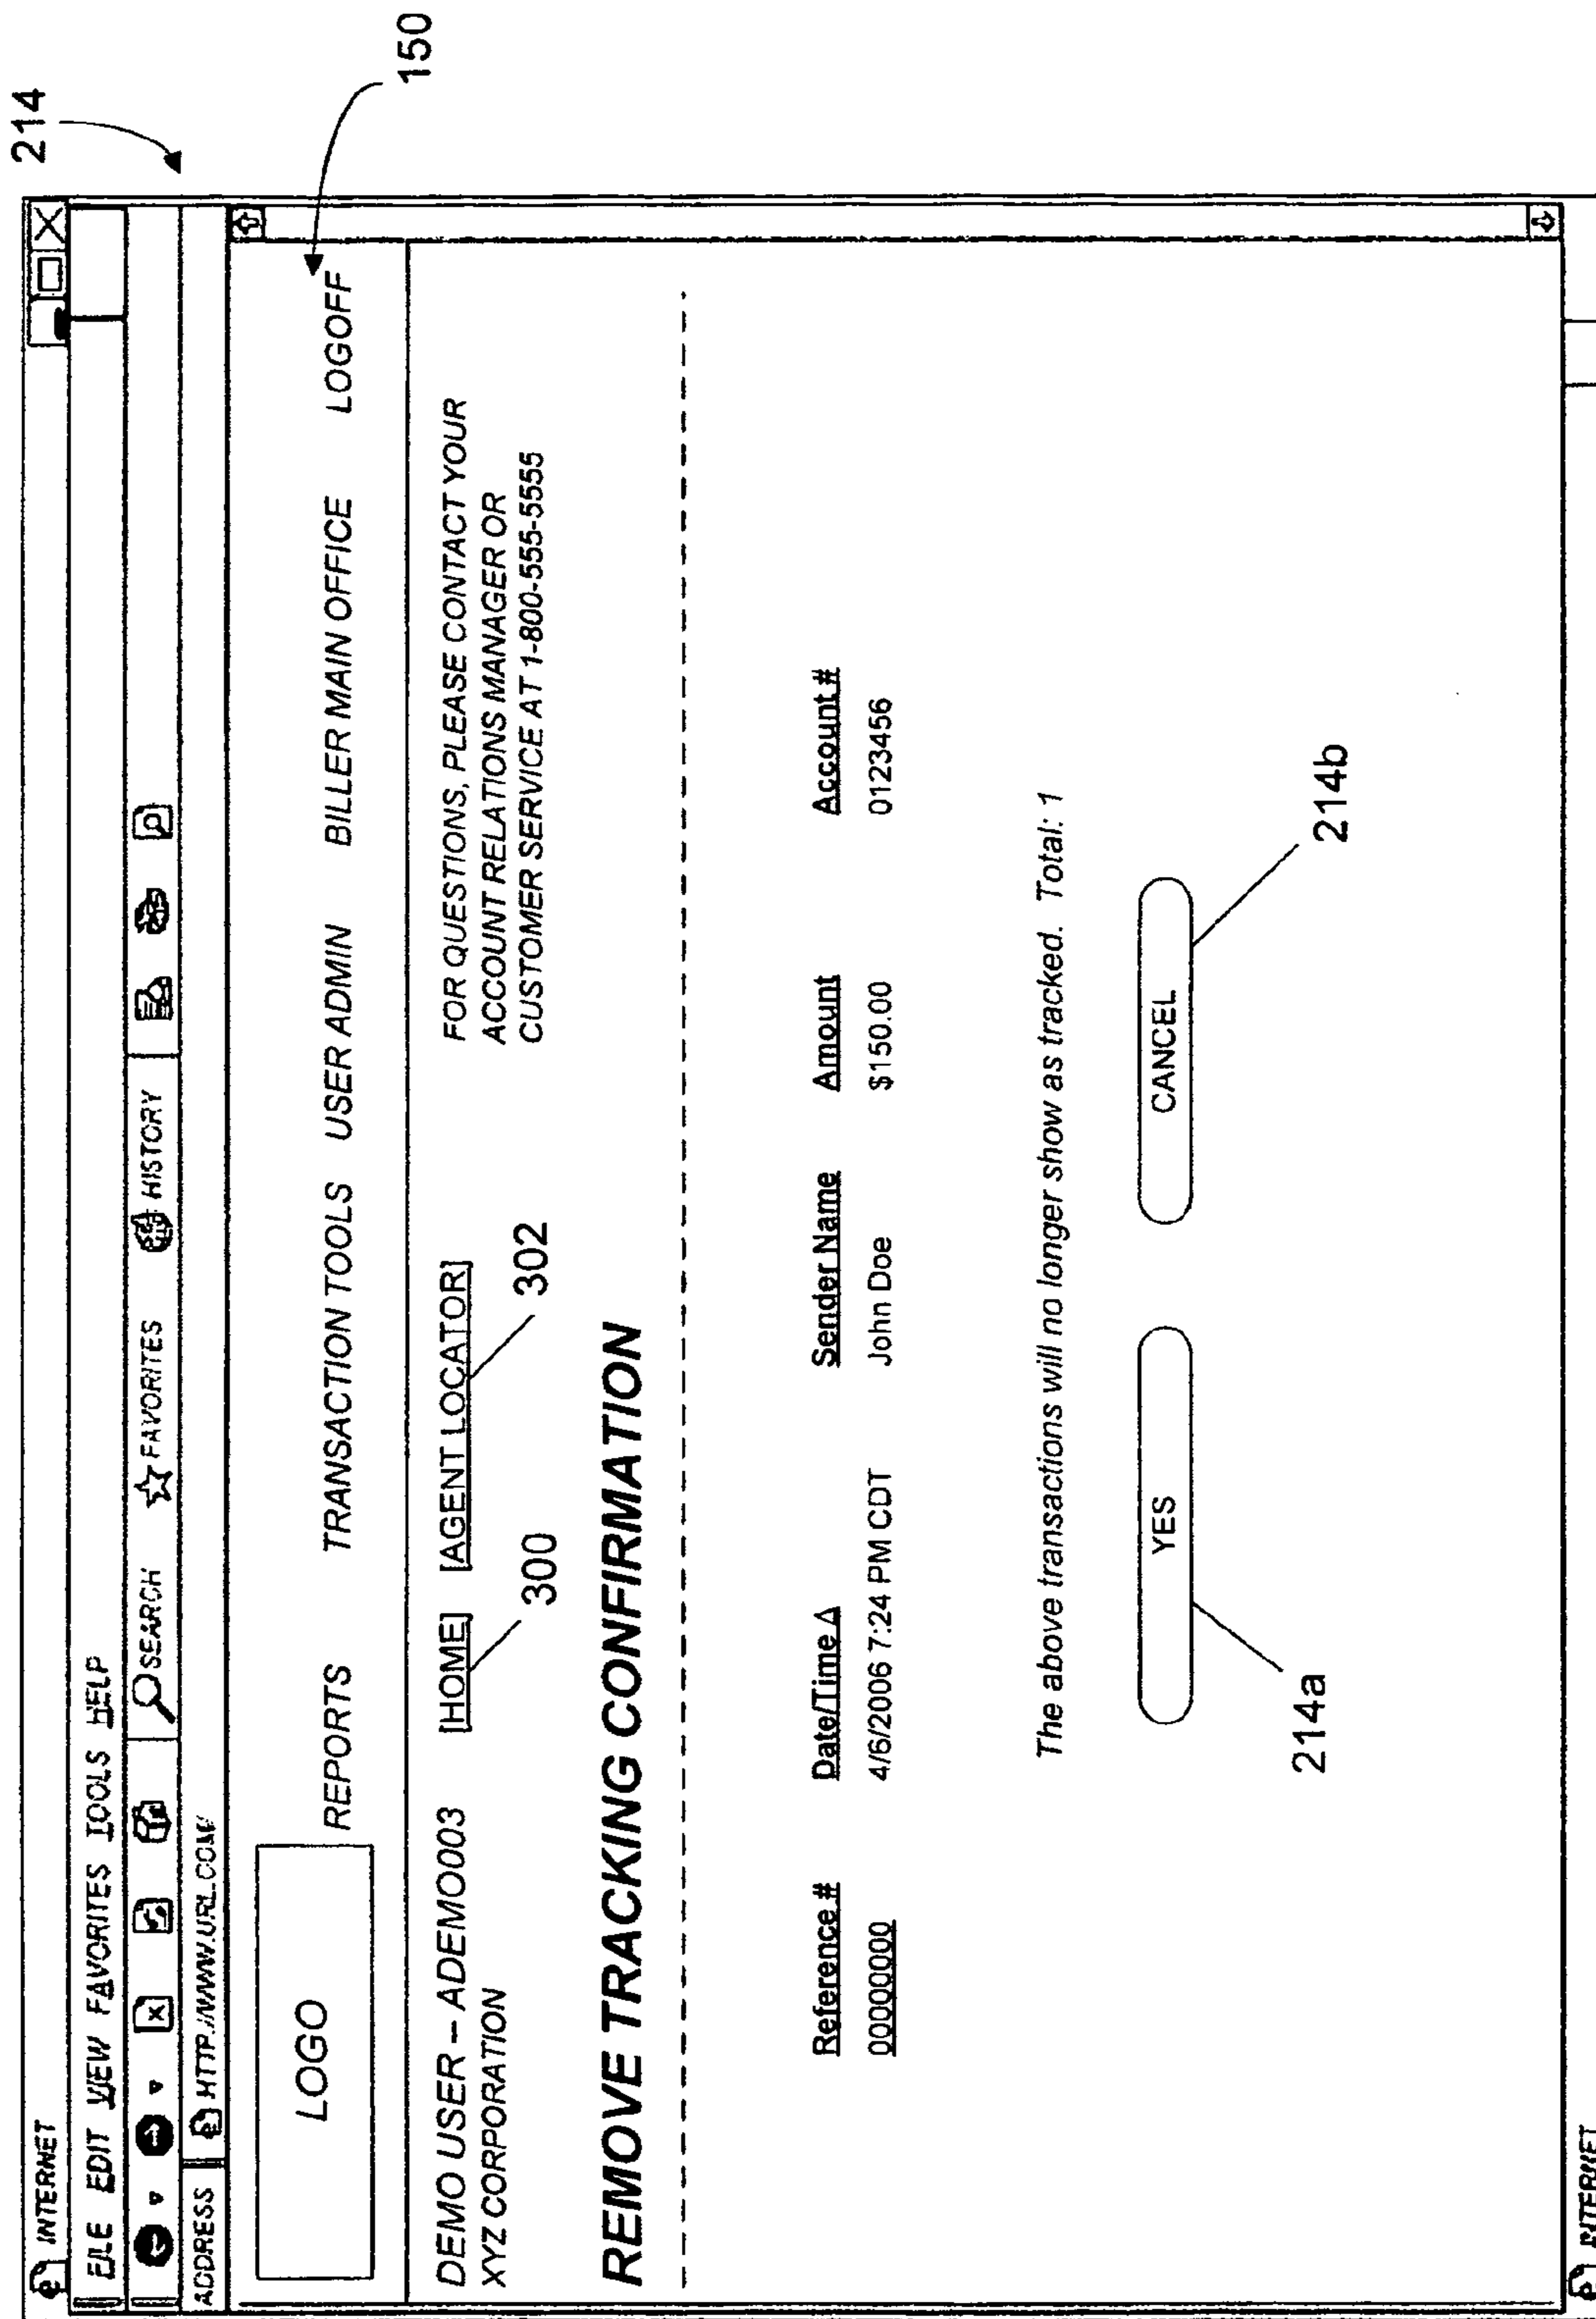 214
INTERNET
FILE EDIT VIEW FAVORITES TOOLS HELP
SEARCH FAVORITES HISTORY
ADDRESS HTTP://WWW.URL.COM/
150
LOGO
REPORTS TRANSACTION TOOLS USER ADMIN BILLER MAIN OFFICE LOGOFF
DEMO USER – ADEMO003 [HOME] [AGENT LOCATOR] FOR QUESTIONS, PLEASE CONTACT YOUR
XYZ CORPORATION ACCOUNT RELATIONS MANAGER OR
300 302 CUSTOMER SERVICE AT 1-800-555-5555
REMOVE TRACKING CONFIRMATION
Reference # Date/Time Δ Sender Name Amount Account #
00000000 4/6/2006 7:24 PM CDT John Doe $150.00 0123456
The above transactions will no longer show as tracked. Total: 1
YES CANCEL
214a 214b
INTERNET